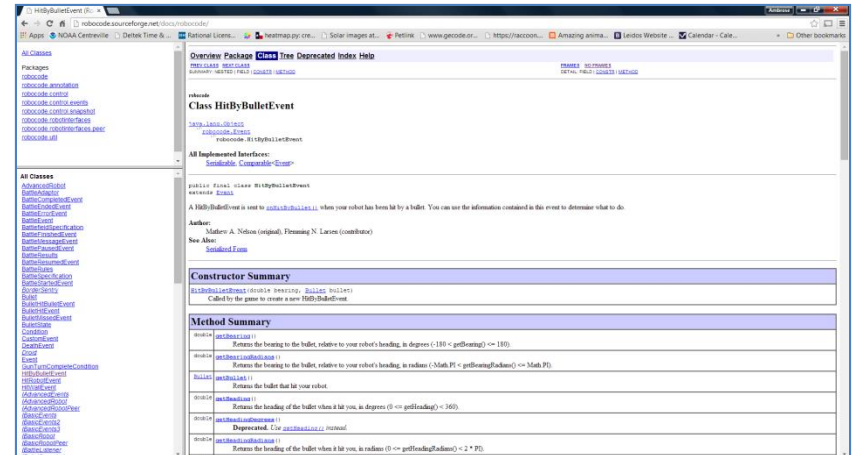 HitByBulletEvent (Ro
Ambrose
robocode.sourceforge.net/docs/robocode/
Apps NOAA Centreville Deltek Time & ... Rational Licens... heatmap.py: cre... Solar images at... Petlink www.gecode.or... https://raccoon... Amazing anima... Leidos Website ... Calendar - Cale... » Other bookmarks
All Classes
Packages
robocode
robocode.annotation
robocode.control
robocode.control.events
robocode.control.snapshot
robocode.robotinterfaces
robocode.robotinterfaces.peer
robocode.util
All Classes
AdvancedRobot
BattleAdaptor
BattleCompletedEvent
BattleEndedEvent
BattleErrorEvent
BattleEvent
BattlefieldSpecification
BattleFinishedEvent
BattleMessageEvent
BattlePausedEvent
BattleResults
BattleResumedEvent
BattleRules
BattleSpecification
BattleStartedEvent
BorderSentry
Bullet
BulletHitBulletEvent
BulletHitEvent
BulletMissedEvent
BulletState
Condition
CustomEvent
DeathEvent
Droid
Event
GunTurnCompleteCondition
HitByBulletEvent
HitRobotEvent
HitWallEvent
IAdvancedEvents
IAdvancedRobot
IAdvancedRobotPeer
IBasicEvents
IBasicEvents2
IBasicEvents3
IBasicRobot
IBasicRobotPeer
IBattleListener
Overview Package Class Tree Deprecated Index Help
PREV CLASS NEXT CLASS FRAMES NO FRAMES
SUMMARY: NESTED | FIELD | CONSTR | METHOD DETAIL: FIELD | CONSTR | METHOD
robocode
Class HitByBulletEvent
java.lang.Object
robocode.Event
robocode.HitByBulletEvent
All Implemented Interfaces:
Serializable, Comparable<Event>
public final class HitByBulletEvent
extends Event
A HitByBulletEvent is sent to onHitByBullet() when your robot has been hit by a bullet. You can use the information contained in this event to determine what to do.
Author:
Mathew A. Nelson (original), Flemming N. Larsen (contributor)
See Also:
Serialized Form
Constructor Summary
HitByBulletEvent(double bearing, Bullet bullet)
Called by the game to create a new HitByBulletEvent.
Method Summary
double getBearing()
Returns the bearing to the bullet, relative to your robot's heading, in degrees (-180 < getBearing() <= 180).
double getBearingRadians()
Returns the bearing to the bullet, relative to your robot's heading, in radians (-Math.PI < getBearingRadians() <= Math.PI).
Bullet getBullet()
Returns the bullet that hit your robot.
double getHeading()
Returns the heading of the bullet when it hit you, in degrees (0 <= getHeading() < 360).
double getHeadingDegrees()
Deprecated. Use getHeading() instead.
double getHeadingRadians()
Returns the heading of the bullet when it hit you, in radians (0 <= getHeadingRadians() < 2 * PI).